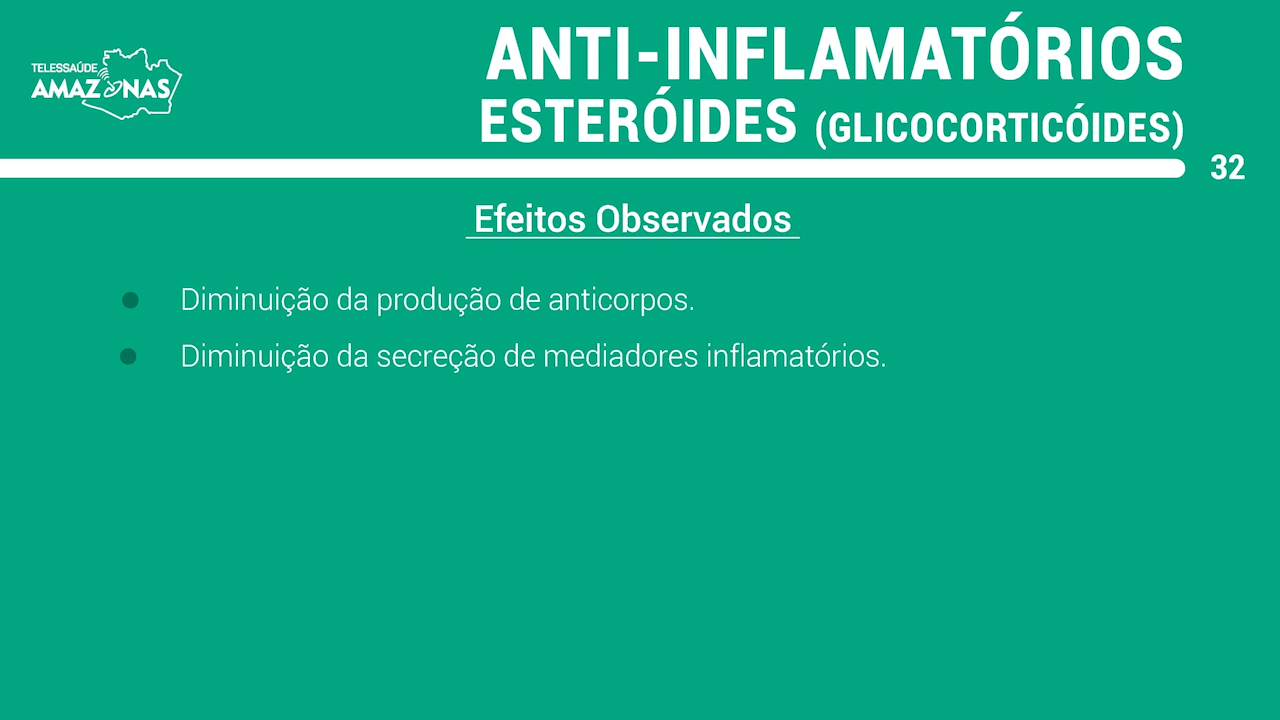 TELESSAÚDE
AMAZONAS
ANTI-INFLAMATÓRIOS
ESTERÓIDES (GLICOCORTICÓIDES)
32
Efeitos Observados
● Diminuição da produção de anticorpos.
● Diminuição da secreção de mediadores inflamatórios.